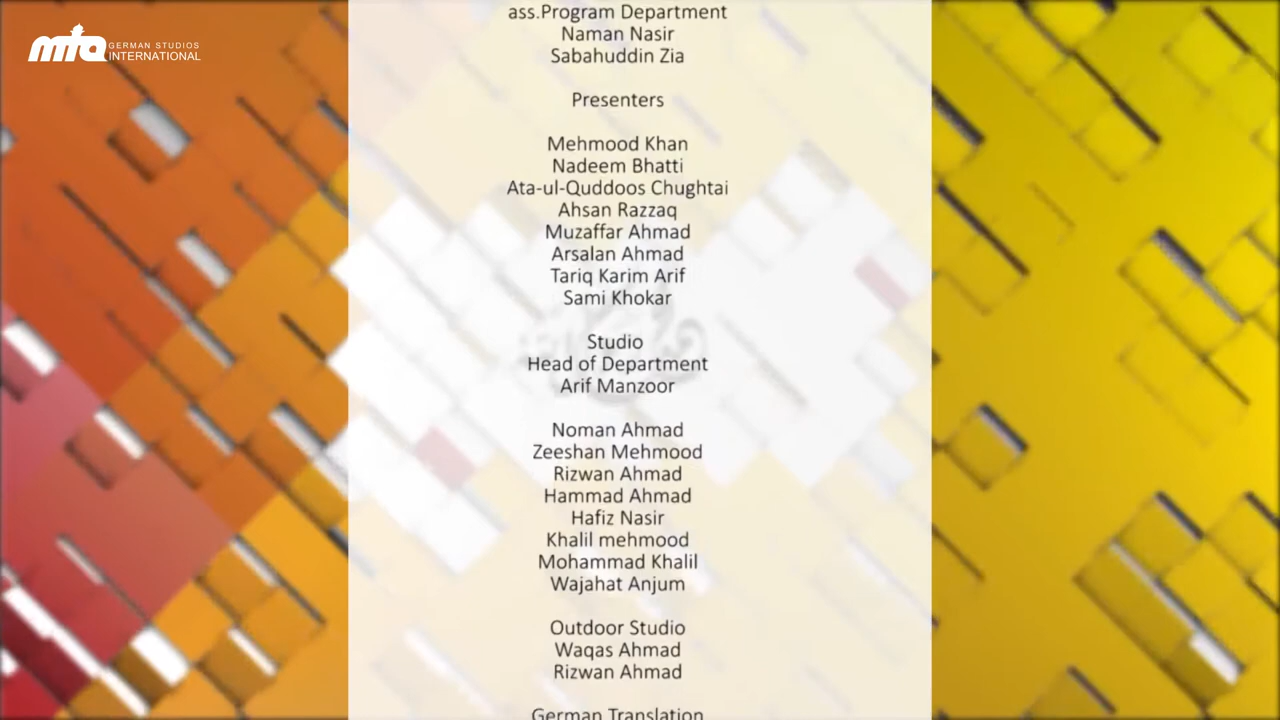 mta GERMAN STUDIOS
INTERNATIONAL
ass.Program Department
Naman Nasir
Sabahuddin Zia
Presenters
Mehmood Khan
Nadeem Bhatti
Ata-ul-Quddoos Chughtai
Ahsan Razzaq
Muzaffar Ahmad
Arsalan Ahmad
Tariq Karim Arif
Sami Khokar
Studio
Head of Department
Arif Manzoor
Noman Ahmad
Zeeshan Mehmood
Rizwan Ahmad
Hammad Ahmad
Hafiz Nasir
Khalil mehmood
Mohammad Khalil
Wajahat Anjum
Outdoor Studio
Waqas Ahmad
Rizwan Ahmad
German Translation